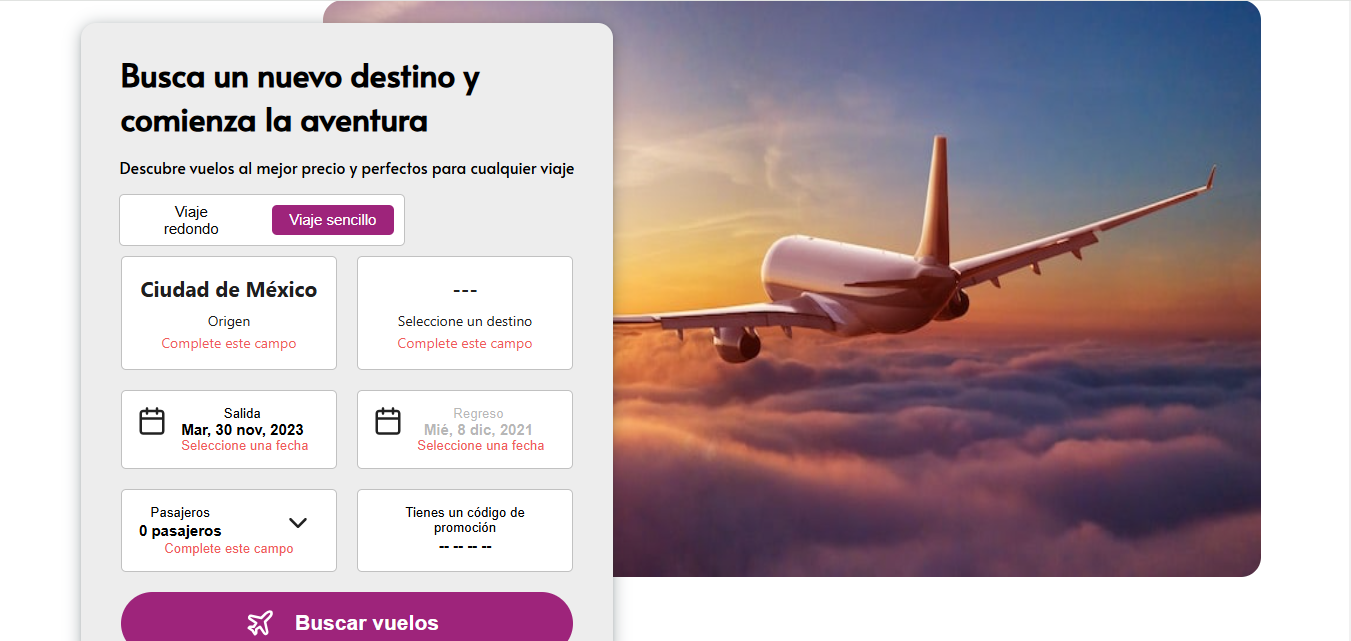 Busca un nuevo destino y
comienza la aventura
Descubre vuelos al mejor precio y perfectos para cualquier viaje
Viaje
redondo
Viaje sencillo
Ciudad de México
Origen
Complete este campo
---
Seleccione un destino
Complete este campo
Salida
Mar, 30 nov, 2023
Seleccione una fecha
Regreso
Mié, 8 dic, 2021
Seleccione una fecha
Pasajeros
0 pasajeros
Complete este campo
Tienes un código de
promoción
-- -- -- --
Buscar vuelos